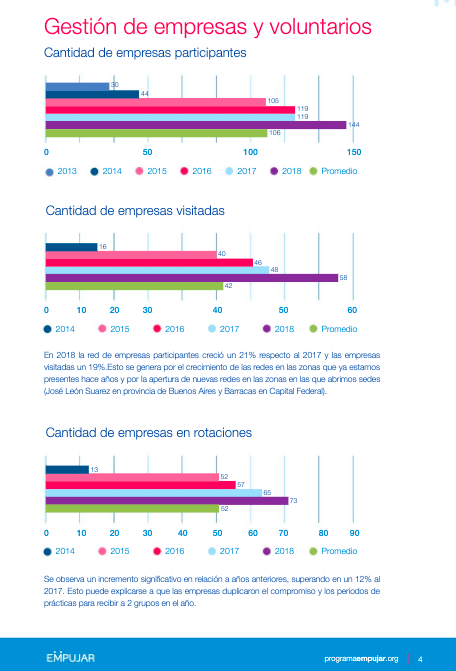 Gestión de empresas y voluntarios
Cantidad de empresas participantes
30
44
105
119
119
144
106
0 50 100 150
2013 2014 2015 2016 2017 2018 Promedio
Cantidad de empresas visitadas
16
40
46
48
58
42
0 10 20 30 40 50 60
2014 2015 2016 2017 2018 Promedio
En 2018 la red de empresas participantes creció un 21% respecto al 2017 y las empresas
visitadas un 19%.Esto se genera por el crecimiento de las redes en las zonas que ya estamos
presentes hace años y por la apertura de nuevas redes en las zonas en las que abrimos sedes
(José León Suarez en provincia de Buenos Aires y Barracas en Capital Federal).
Cantidad de empresas en rotaciones
13
52
57
65
73
52
0 10 20 30 40 50 60 70 80 90
2014 2015 2016 2017 2018 Promedio
Se observa un incremento significativo en relación a años anteriores, superando en un 12% al
2017. Esto puede explicarse a que las empresas duplicaron el compromiso y los periodos de
prácticas para recibir a 2 grupos en el año.
EMPUJAR
programaempujar.org | 4